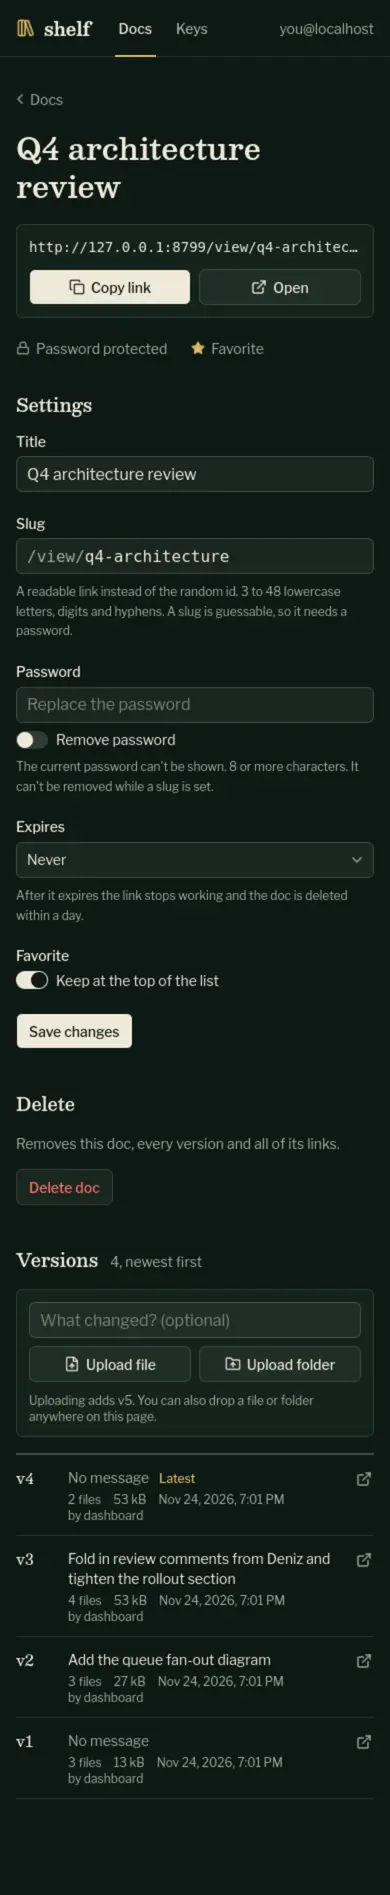 shelf Docs Keys you@localhost
Docs
Q4 architecture
review
http://127.0.0.1:8799/view/q4-architec…
Copy link Open
Password protected Favorite
Settings
Title
Q4 architecture review
Slug
/view/q4-architecture
A readable link instead of the random id. 3 to 48 lowercase
letters, digits and hyphens. A slug is guessable, so it needs a
password.
Password
Replace the password
Remove password
The current password can't be shown. 8 or more characters. It
can't be removed while a slug is set.
Expires
Never
After it expires the link stops working and the doc is deleted
within a day.
Favorite
Keep at the top of the list
Save changes
Delete
Removes this doc, every version and all of its links.
Delete doc
Versions 4, newest first
What changed? (optional)
Upload file Upload folder
Uploading adds v5. You can also drop a file or folder
anywhere on this page.
v4 No message Latest
2 files 53 kB Nov 24, 2026, 7:01 PM
by dashboard
v3 Fold in review comments from Deniz and
tighten the rollout section
4 files 53 kB Nov 24, 2026, 7:01 PM
by dashboard
v2 Add the queue fan-out diagram
3 files 27 kB Nov 24, 2026, 7:01 PM
by dashboard
v1 No message
3 files 13 kB Nov 24, 2026, 7:01 PM
by dashboard